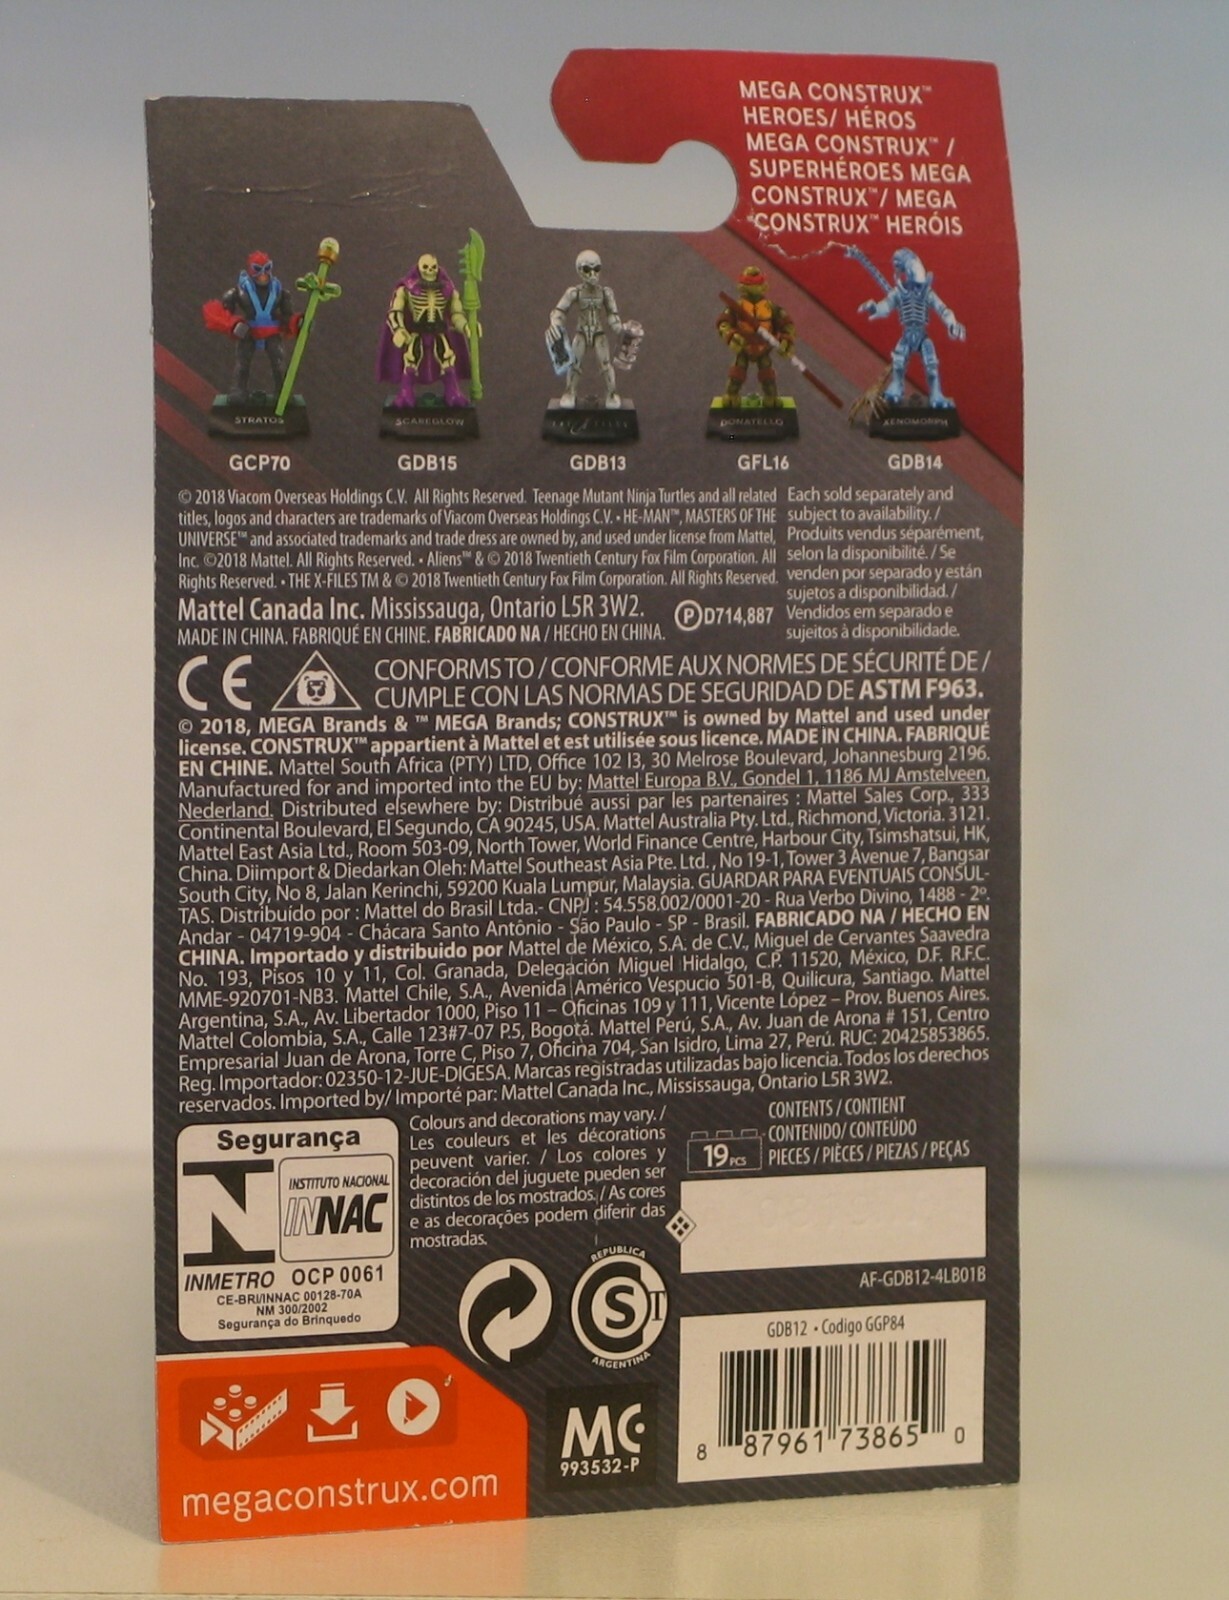 MEGA CONSTRUX™
HEROES/ HÉROS
MEGA CONSTRUX™ /
SUPERHÉROES MEGA
CONSTRUX™/ MEGA
CONSTRUX™ HERÓIS
STRATOS
SCAREGLOW
DONATELLO
XENOMORPH
GCP70
GDB15
GDB13
GFL16
GDB14
© 2018 Viacom Overseas Holdings C.V. All Rights Reserved. Teenage Mutant Ninja Turtles and all related
titles, logos and characters are trademarks of Viacom Overseas Holdings C.V. • HE-MAN™, MASTERS OF THE
UNIVERSE™ and associated trademarks and trade dress are owned by, and used under license from Mattel,
Inc. ©2018 Mattel. All Rights Reserved. • Aliens™ & © 2018 Twentieth Century Fox Film Corporation. All
Rights Reserved. • THE X-FILES TM & © 2018 Twentieth Century Fox Film Corporation. All Rights Reserved.
Each sold separately and
subject to availability. /
Produits vendus séparément,
selon la disponibilité. / Se
venden por separado y están
sujetos a disponibilidad. /
Vendidos em separado e
sujeitos à disponibilidade.
Mattel Canada Inc. Mississauga, Ontario L5R 3W2.
MADE IN CHINA. FABRIQUÉ EN CHINE. FABRICADO NA / HECHO EN CHINA.
Ⓟ D714,887
CE
CONFORMS TO / CONFORME AUX NORMES DE SÉCURITÉ DE /
CUMPLE CON LAS NORMAS DE SEGURIDAD DE ASTM F963.
© 2018, MEGA Brands & ™ MEGA Brands; CONSTRUX™ is owned by Mattel and used under
license. CONSTRUX™ appartient à Mattel et est utilisée sous licence. MADE IN CHINA. FABRIQUÉ
EN CHINE. Mattel South Africa (PTY) LTD, Office 102 I3, 30 Melrose Boulevard, Johannesburg 2196.
Manufactured for and imported into the EU by: Mattel Europa B.V., Gondel 1, 1186 MJ Amstelveen,
Nederland. Distributed elsewhere by: Distribué aussi par les partenaires : Mattel Sales Corp., 333
Continental Boulevard, El Segundo, CA 90245, USA. Mattel Australia Pty. Ltd., Richmond, Victoria. 3121.
Mattel East Asia Ltd., Room 503-09, North Tower, World Finance Centre, Harbour City, Tsimshatsui, HK,
China. Diimport & Diedarkan Oleh: Mattel Southeast Asia Pte. Ltd., No 19-1, Tower 3 Avenue 7, Bangsar
South City, No 8, Jalan Kerinchi, 59200 Kuala Lumpur, Malaysia. GUARDAR PARA EVENTUAIS CONSUL-
TAS. Distribuído por : Mattel do Brasil Ltda.- CNPJ : 54.558.002/0001-20 - Rua Verbo Divino, 1488 - 2º.
Andar - 04719-904 - Chácara Santo Antônio - São Paulo - SP - Brasil. FABRICADO NA / HECHO EN
CHINA. Importado y distribuido por Mattel de México, S.A. de C.V., Miguel de Cervantes Saavedra
No. 193, Pisos 10 y 11, Col. Granada, Delegación Miguel Hidalgo, C.P. 11520, México, D.F. R.F.C.
MME-920701-NB3. Mattel Chile, S.A., Avenida Américo Vespucio 501-B, Quilicura, Santiago. Mattel
Argentina, S.A., Av. Libertador 1000, Piso 11 – Oficinas 109 y 111, Vicente López – Prov. Buenos Aires.
Mattel Colombia, S.A., Calle 123#7-07 P.5, Bogotá. Mattel Perú, S.A., Av. Juan de Arona # 151, Centro
Empresarial Juan de Arona, Torre C, Piso 7, Oficina 704, San Isidro, Lima 27, Perú. RUC: 20425853865.
Reg. Importador: 02350-12-JUE-DIGESA. Marcas registradas utilizadas bajo licencia. Todos los derechos
reservados. Imported by/ Importé par: Mattel Canada Inc., Mississauga, Ontario L5R 3W2.
Segurança
INSTITUTO NACIONAL
INNAC
INMETRO OCP 0061
CE-BRI/INNAC 00128-70A
NM 300/2002
Segurança do Brinquedo
Colours and decorations may vary. /
Les couleurs et les décorations
peuvent varier. / Los colores y
decoración del juguete pueden ser
distintos de los mostrados. / As cores
e as decorações podem diferir das
mostradas.
19 PCS
CONTENTS / CONTIENT
CONTENIDO/ CONTEÚDO
PIECES / PIÈCES / PIEZAS / PEÇAS
REPUBLICA
S T
ARGENTINA
AF-GDB12-4LB01B
GDB12 • Codigo GGP84
8 87961 73865 0
MC
993532-P
megaconstrux.com